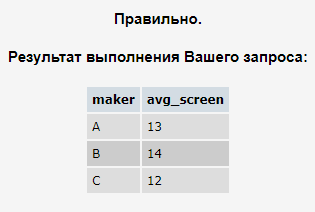 Правильно.
Результат выполнения Вашего запроса:
maker avg_screen
A 13
B 14
C 12